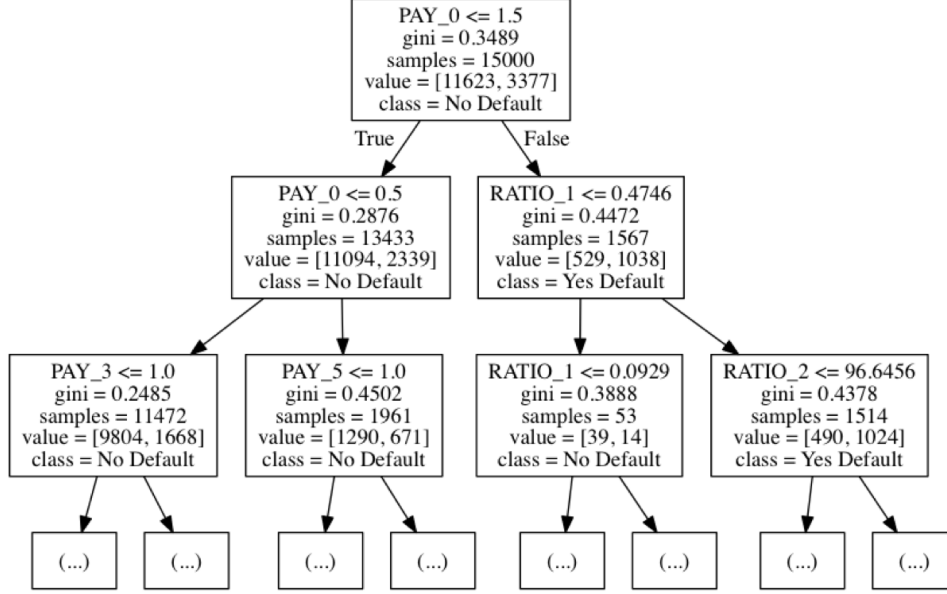 PAY_0 <= 1.5
gini = 0.3489
samples = 15000
value = [11623, 3377]
class = No Default
True
False
PAY_0 <= 0.5
gini = 0.2876
samples = 13433
value = [11094, 2339]
class = No Default
RATIO_1 <= 0.4746
gini = 0.4472
samples = 1567
value = [529, 1038]
class = Yes Default
PAY_3 <= 1.0
gini = 0.2485
samples = 11472
value = [9804, 1668]
class = No Default
PAY_5 <= 1.0
gini = 0.4502
samples = 1961
value = [1290, 671]
class = No Default
RATIO_1 <= 0.0929
gini = 0.3888
samples = 53
value = [39, 14]
class = No Default
RATIO_2 <= 96.6456
gini = 0.4378
samples = 1514
value = [490, 1024]
class = Yes Default
(...)
(...)
(...)
(...)
(...)
(...)
(...)
(...)